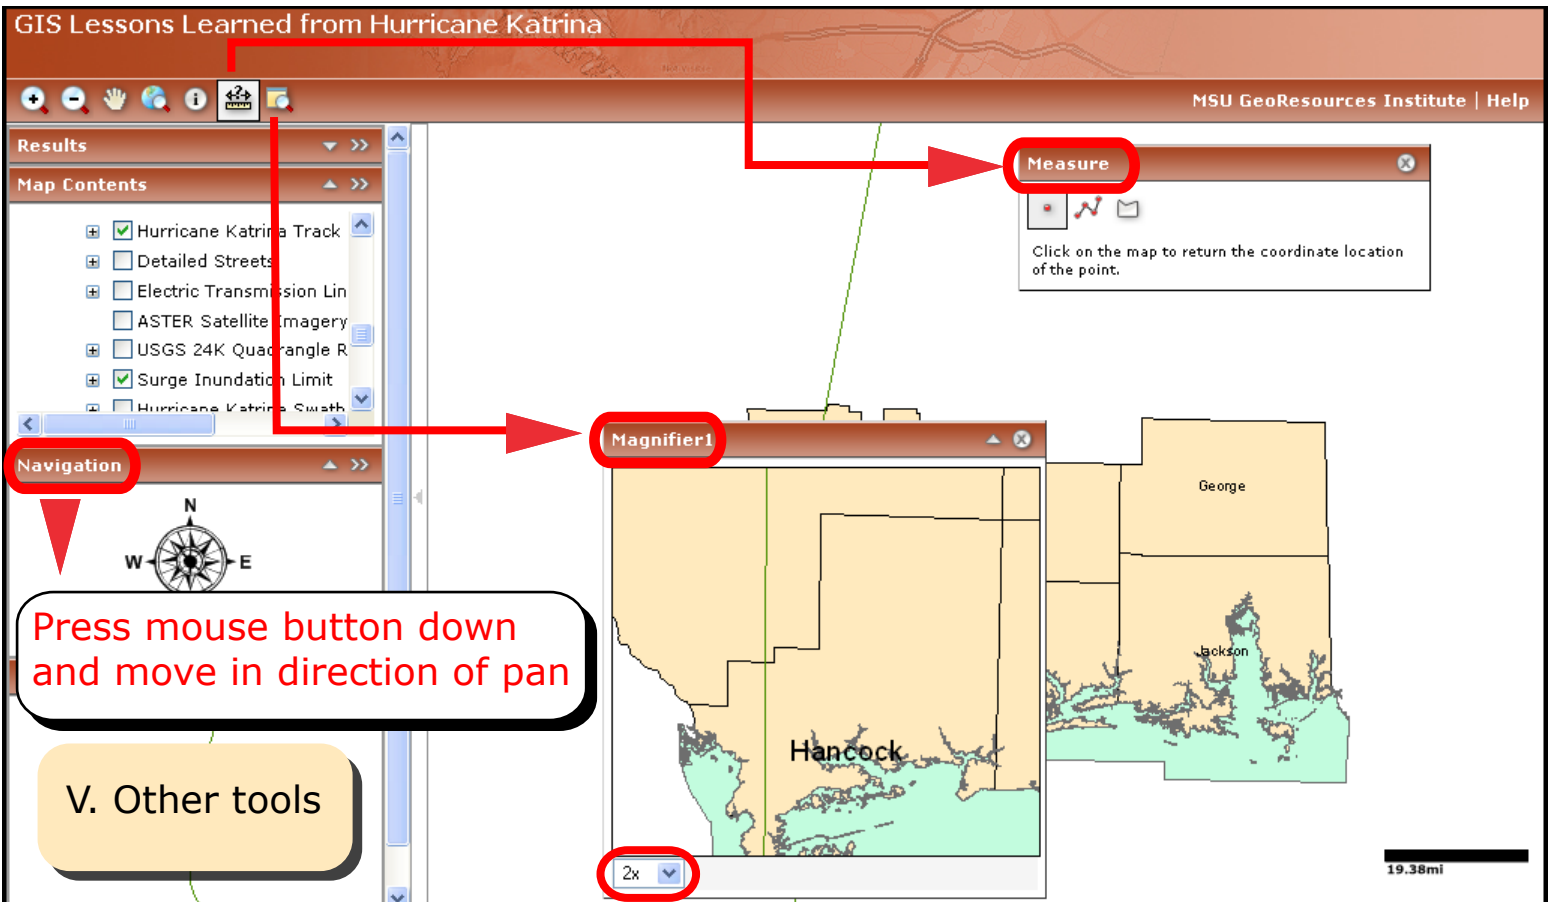 GIS Lessons Learned from Hurricane Katrina
MSU GeoResources Institute | Help
Results
Map Contents
Hurricane Katrina Track
Detailed Streets
Electric Transmission Lin
ASTER Satellite Imagery
USGS 24K Quadrangle R
Surge Inundation Limit
Hurricane Katrina Swath
Navigation
N
W
E
Press mouse button down
and move in direction of pan
V. Other tools
Measure
Click on the map to return the coordinate location
of the point.
Magnifier1
Hancock
2x
George
Jackson
19.38mi